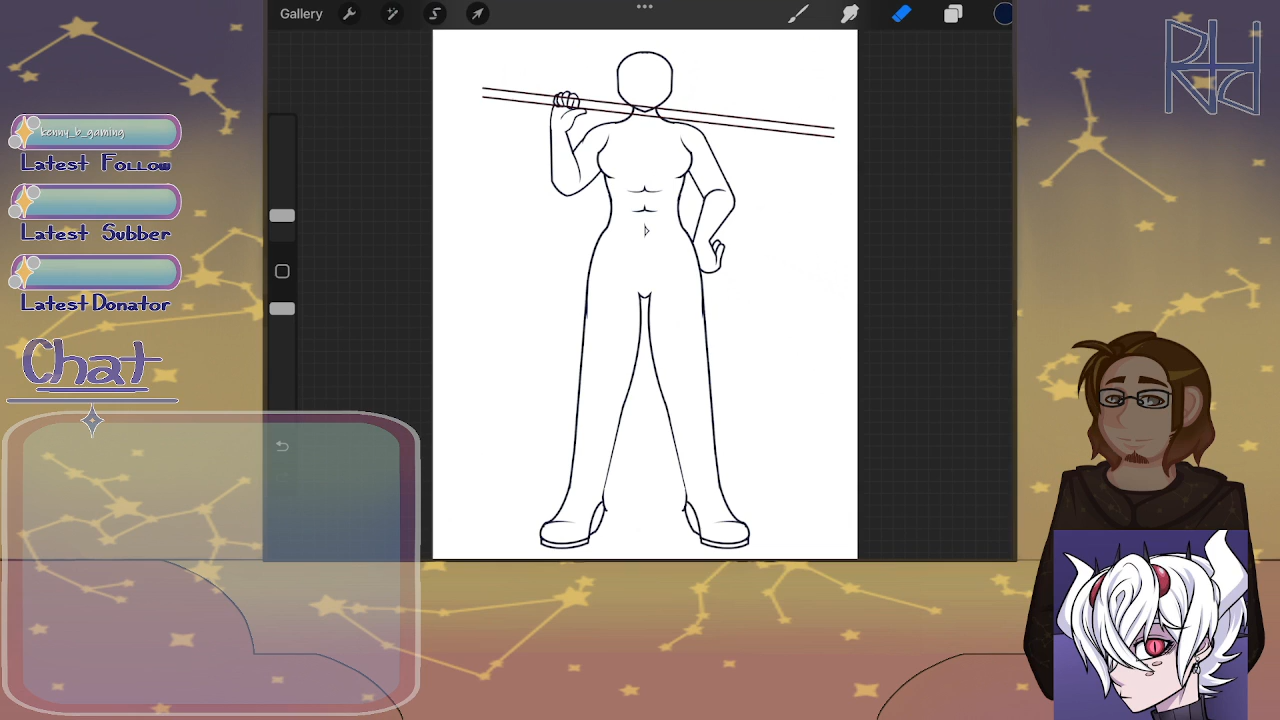 Gallery
kenny_b_gaming
Latest Follow
Latest Subber
Latest Donator
Chat